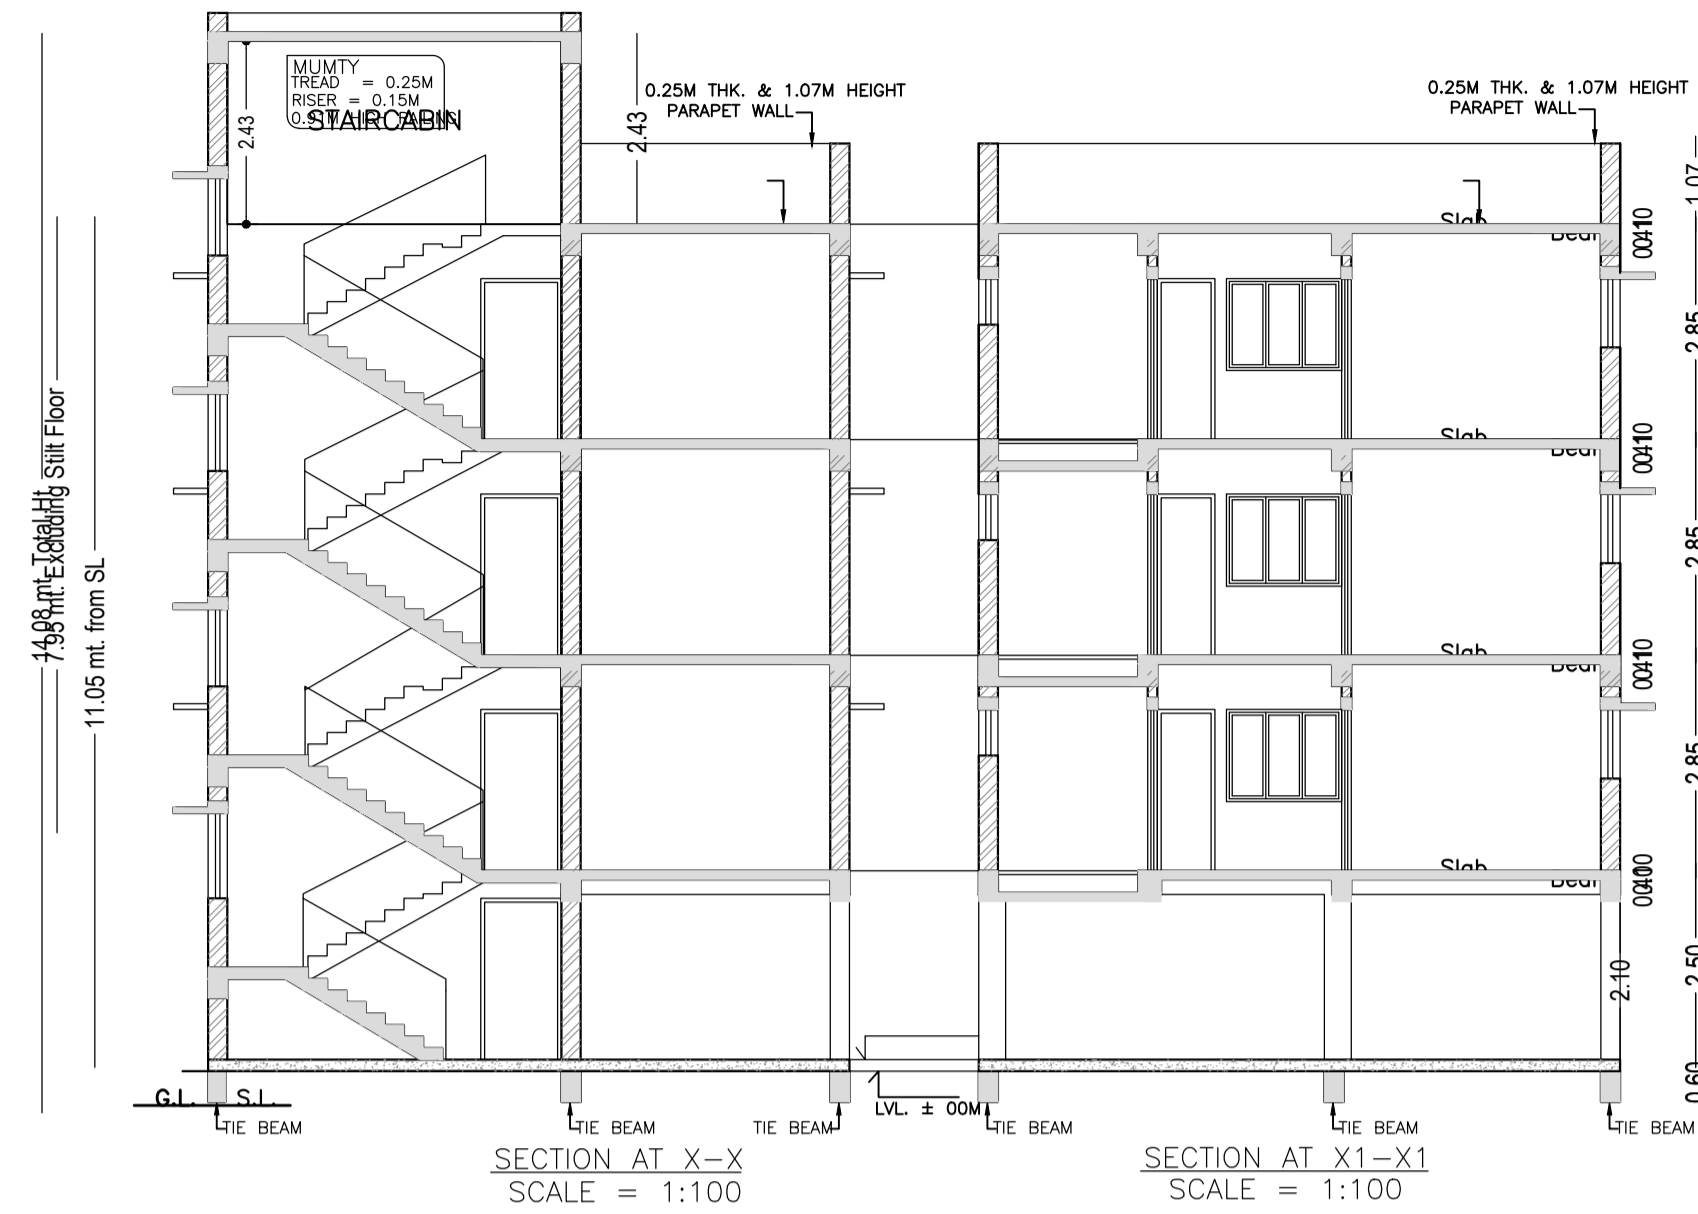 MUMTY
TREAD = 0.25M
RISER = 0.15M
STAIRCABIN
2.43
2.43
0.25M THK. & 1.07M HEIGHT
PARAPET WALL
0.25M THK. & 1.07M HEIGHT
PARAPET WALL
1.07
Slab
2.85
Slab
2.85
Slab
2.85
Slab
2.50
2.10
0.60
14.08 mt. Total Ht.
7.95 mt. Excluding Stilt Floor
11.05 mt. from SL
G.L. S.L.
LVL. ± 00M
TIE BEAM
TIE BEAM
TIE BEAM
TIE BEAM
TIE BEAM
TIE BEAM
SECTION AT X-X
SCALE = 1:100
SECTION AT X1-X1
SCALE = 1:100